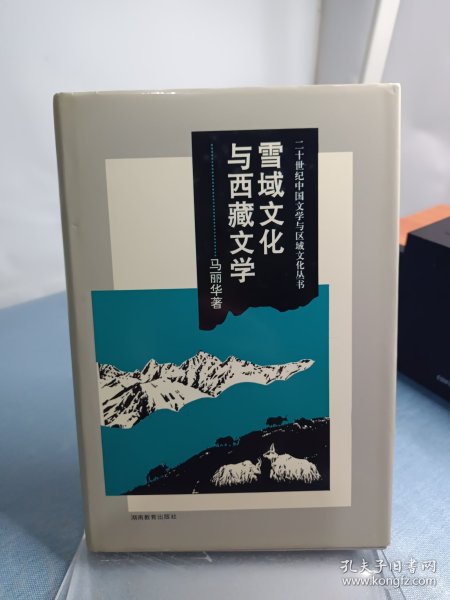 二十世纪中国文学与区域文化丛书
雪域文化
与西藏文学
马丽华著
湖南教育出版社
孔夫子旧书网
www.kongfz.com